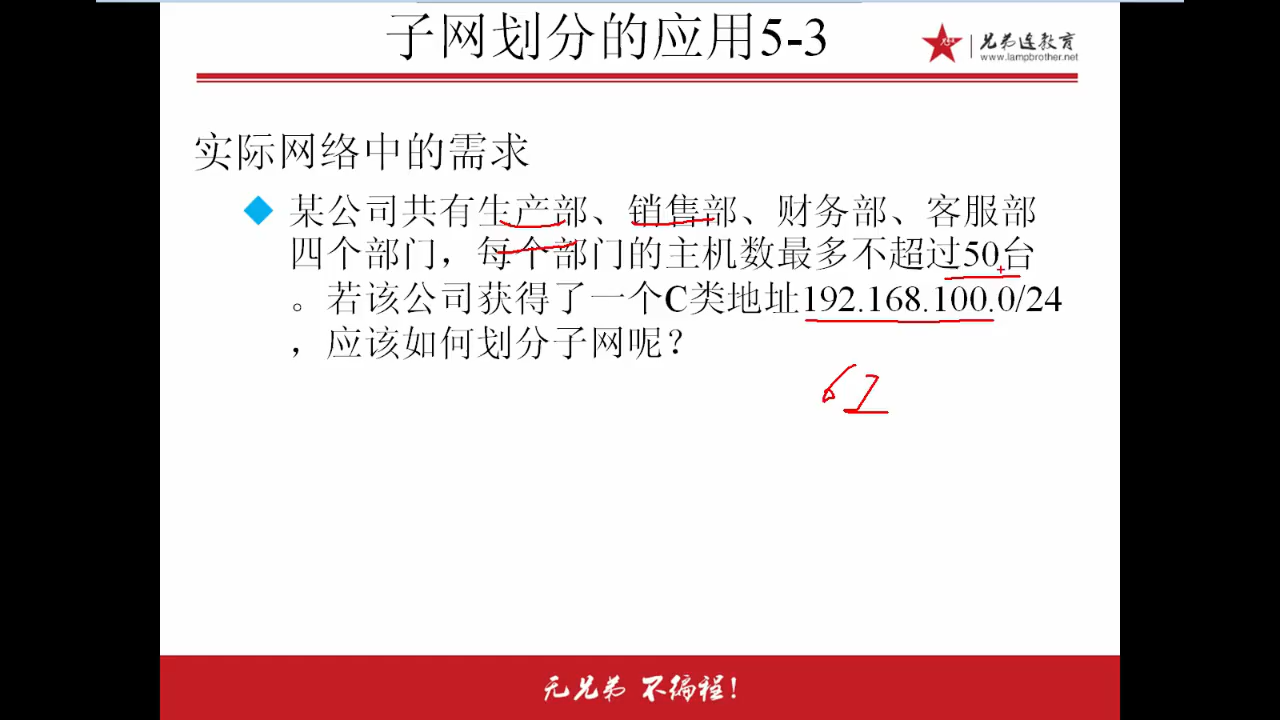 子网划分的应用5-3
兄弟连教育
www.lampbrother.net
实际网络中的需求
某公司共有生产部、销售部、财务部、客服部
四个部门，每个部门的主机数最多不超过50台
。若该公司获得了一个C类地址192.168.100.0/24
，应该如何划分子网呢？
无兄弟 不编程！